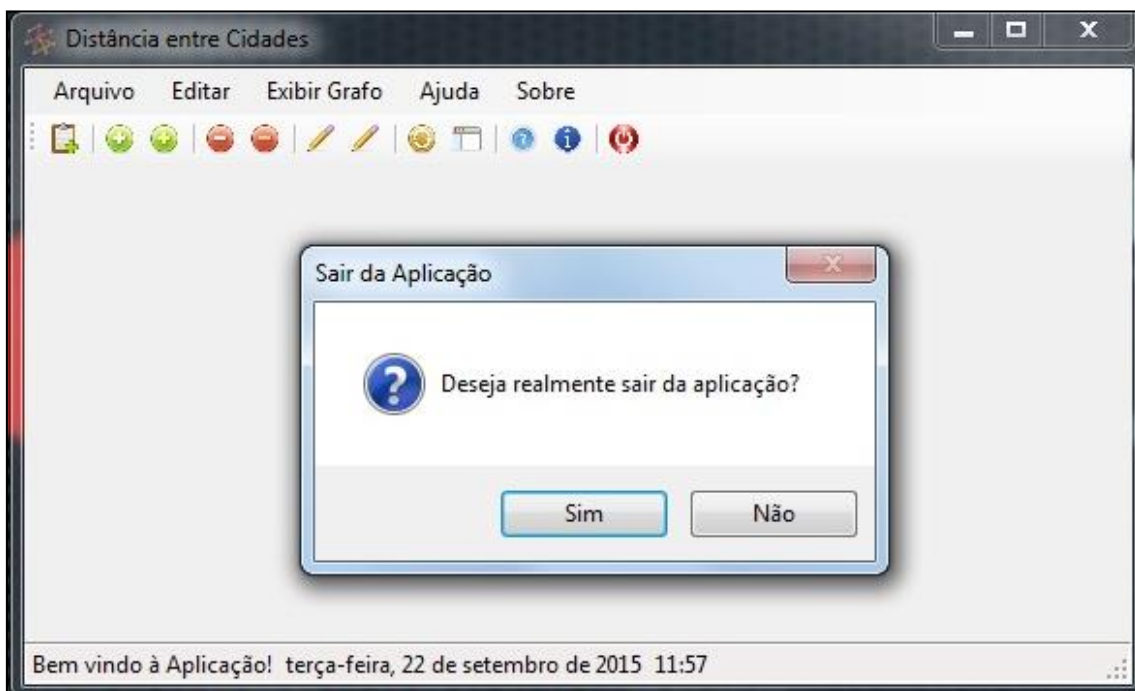 Distância entre Cidades
Arquivo Editar Exibir Grafo Ajuda Sobre
Sair da Aplicação
Deseja realmente sair da aplicação?
Sim Não
Bem vindo à Aplicação! terça-feira, 22 de setembro de 2015 11:57